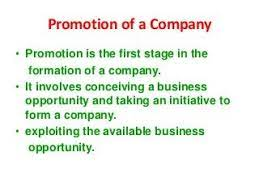 Promotion of a Company
• Promotion is the first stage in the
formation of a company.
• It involves conceiving a business
opportunity and taking an initiative to
form a company.
• exploiting the available business
opportunity.